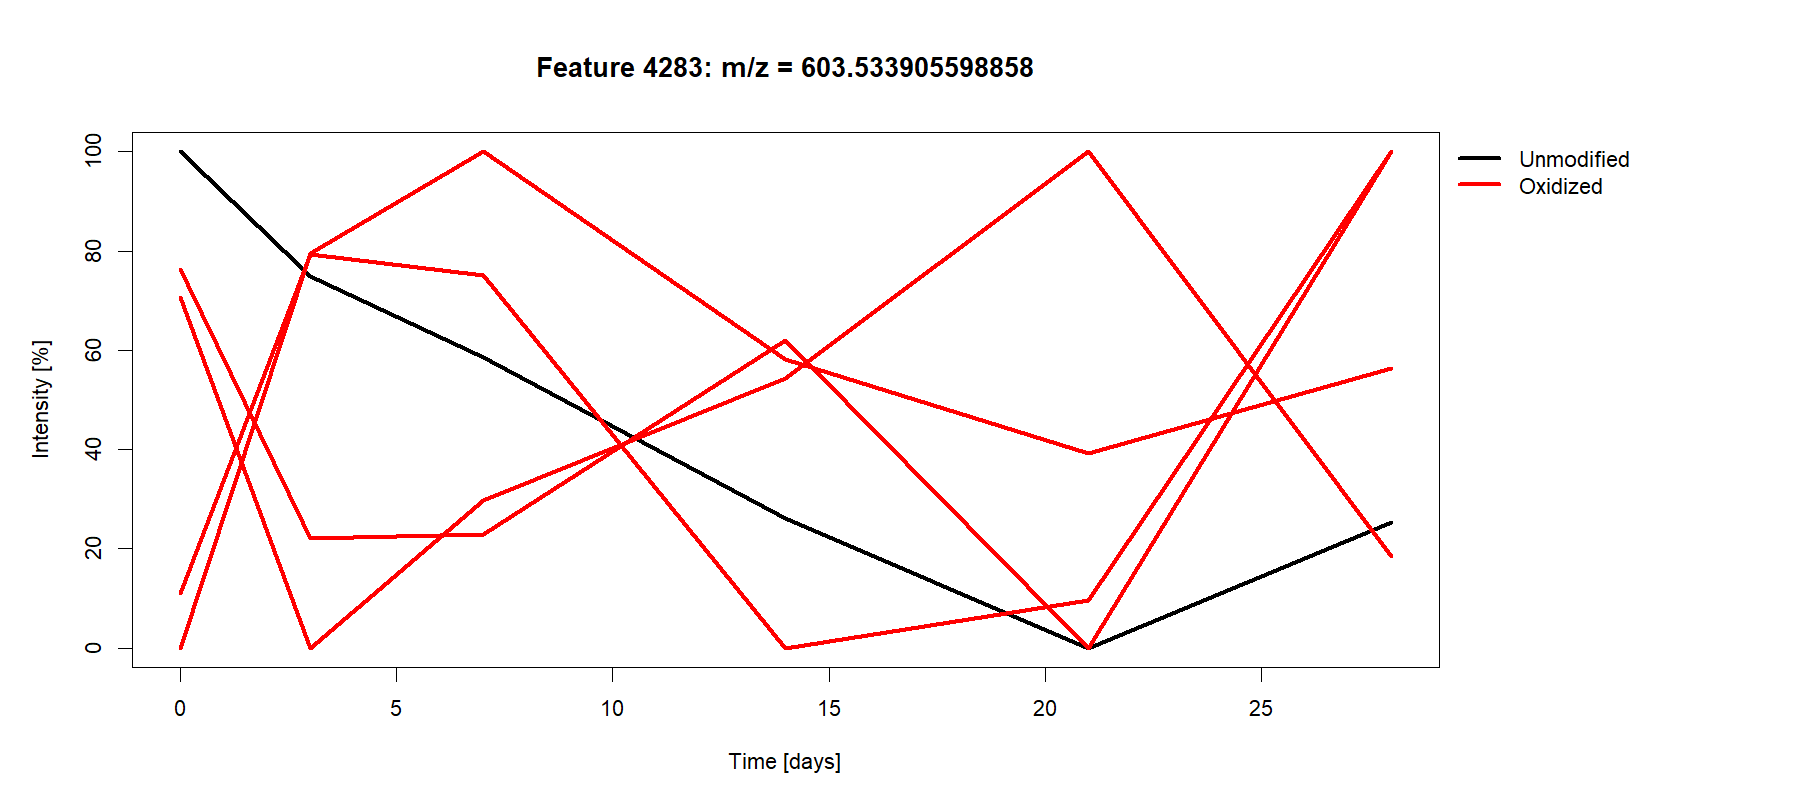 Feature 4283: m/z = 603.533905598858
Unmodified
Oxidized
Intensity [%]
100
80
60
40
20
0
0 5 10 15 20 25
Time [days]